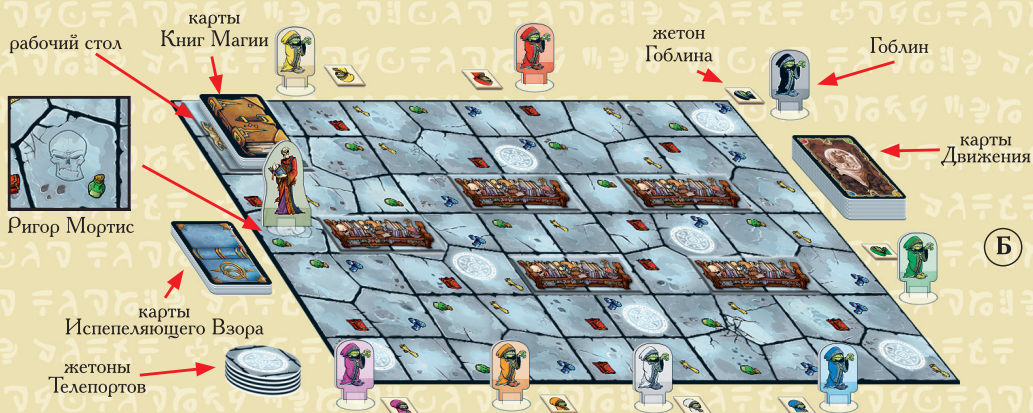 карты
Книг Магии
рабочий стол
жетон
Гоблина
Гоблин
карты
Движения
Ригор Мортис
Б
карты
Испепеляющего Взора
жетоны
Телепортов